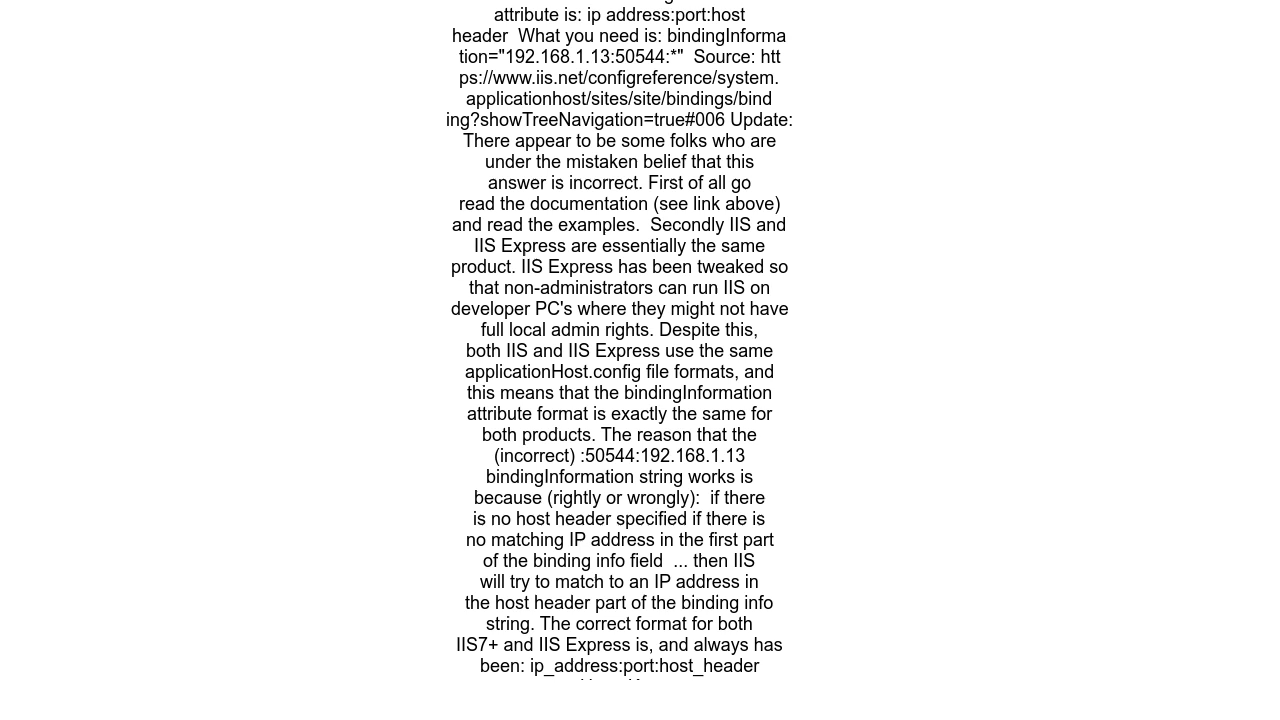 attribute is: ip address:port:host
header  What you need is: bindingInforma
tion="192.168.1.13:50544:*"  Source: htt
ps://www.iis.net/configreference/system.
applicationhost/sites/site/bindings/bind
ing?showTreeNavigation=true#006 Update:
There appear to be some folks who are
under the mistaken belief that this
answer is incorrect. First of all go
read the documentation (see link above)
and read the examples.  Secondly IIS and
IIS Express are essentially the same
product. IIS Express has been tweaked so
that non-administrators can run IIS on
developer PC's where they might not have
full local admin rights. Despite this,
both IIS and IIS Express use the same
applicationHost.config file formats, and
this means that the bindingInformation
attribute format is exactly the same for
both products. The reason that the
(incorrect) :50544:192.168.1.13
bindingInformation string works is
because (rightly or wrongly):  if there
is no host header specified if there is
no matching IP address in the first part
of the binding info field  ... then IIS
will try to match to an IP address in
the host header part of the binding info
string. The correct format for both
IIS7+ and IIS Express is, and always has
been: ip_address:port:host_header